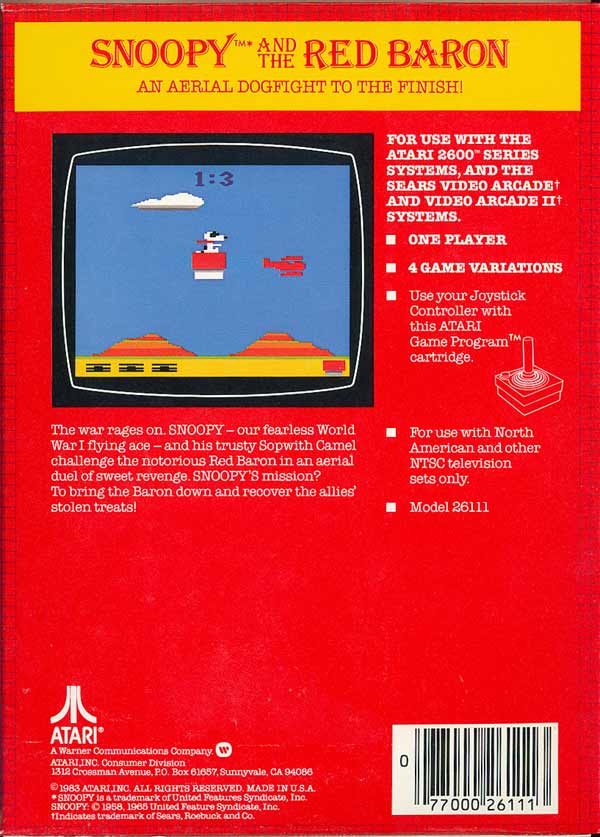 SNOOPY™* AND THE RED BARON
AN AERIAL DOGFIGHT TO THE FINISH!
1:3
FOR USE WITH THE
ATARI 2600™ SERIES
SYSTEMS, AND THE
SEARS VIDEO ARCADE†
AND VIDEO ARCADE II†
SYSTEMS.
■ ONE PLAYER
■ 4 GAME VARIATIONS
■ Use your Joystick
Controller with
this ATARI
Game Program™
cartridge.
■ For use with North
American and other
NTSC television
sets only.
■ Model 26111
The war rages on. SNOOPY – our fearless World
War I flying ace – and his trusty Sopwith Camel
challenge the notorious Red Baron in an aerial
duel of sweet revenge. SNOOPY'S mission?
To bring the Baron down and recover the allies'
stolen treats!
ATARI®
A Warner Communications Company
ATARI, INC. Consumer Division
1312 Crossman Avenue, P.O. Box 61657, Sunnyvale, CA 94086
© 1983 ATARI, INC. ALL RIGHTS RESERVED. MADE IN U.S.A.
* SNOOPY is a trademark of United Features Syndicate, Inc.
SNOOPY: © 1958, 1965 United Feature Syndicate, Inc.
†Indicates trademark of Sears, Roebuck and Co.
0 77000 26111